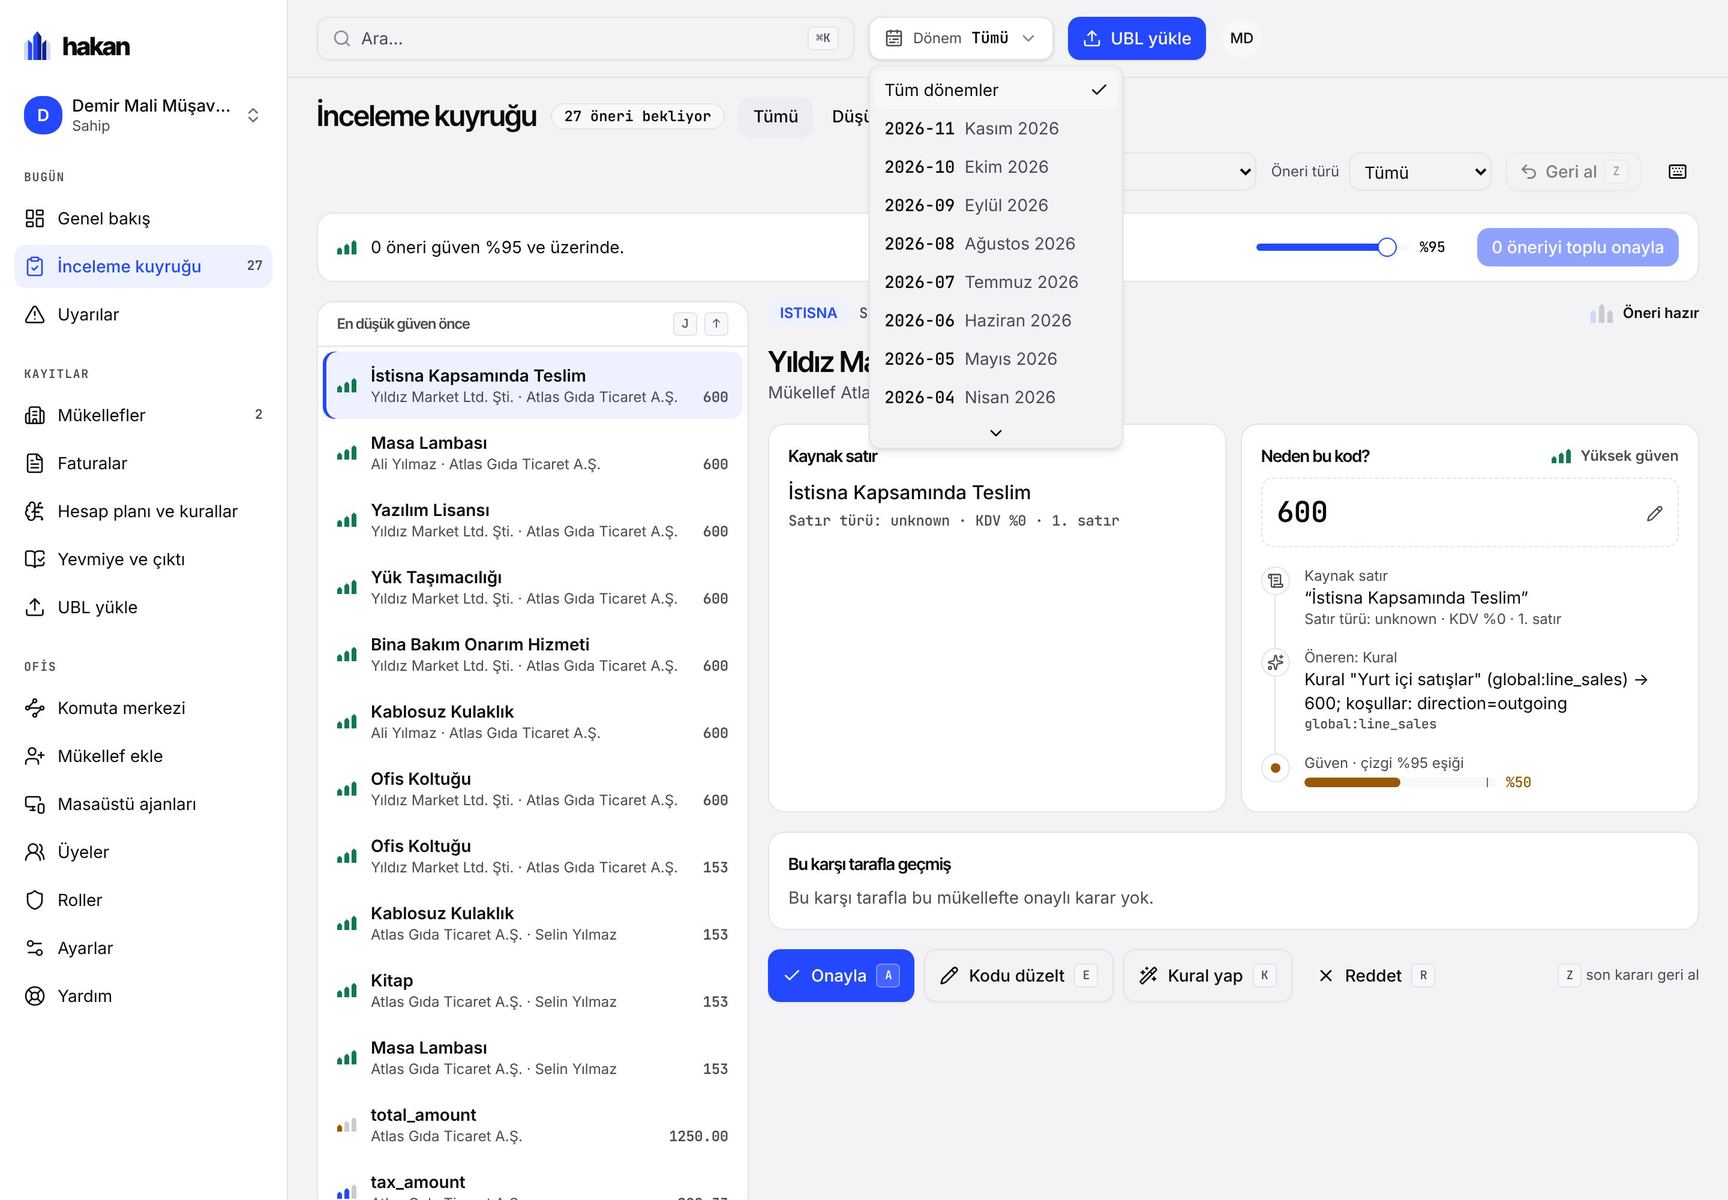 hakan
Demir Mali Müşav...
Sahip
D
BUGÜN
Genel bakış
İnceleme kuyruğu 27
Uyarılar
KAYITLAR
Mükellefler 2
Faturalar
Hesap planı ve kurallar
Yevmiye ve çıktı
UBL yükle
OFİS
Komuta merkezi
Mükellef ekle
Masaüstü ajanları
Üyeler
Roller
Ayarlar
Yardım
Ara... ⌘K
Dönem Tümü
UBL yükle
MD
Tüm dönemler
2026-11 Kasım 2026
2026-10 Ekim 2026
2026-09 Eylül 2026
2026-08 Ağustos 2026
2026-07 Temmuz 2026
2026-06 Haziran 2026
2026-05 Mayıs 2026
2026-04 Nisan 2026
İnceleme kuyruğu 27 öneri bekliyor Tümü Düşü
Öneri türü Tümü Geri al Z
0 öneri güven %95 ve üzerinde. %95 0 öneriyi toplu onayla
En düşük güven önce J ↑
İstisna Kapsamında Teslim
Yıldız Market Ltd. Şti. · Atlas Gıda Ticaret A.Ş. 600
Masa Lambası
Ali Yılmaz · Atlas Gıda Ticaret A.Ş. 600
Yazılım Lisansı
Yıldız Market Ltd. Şti. · Atlas Gıda Ticaret A.Ş. 600
Yük Taşımacılığı
Yıldız Market Ltd. Şti. · Atlas Gıda Ticaret A.Ş. 600
Bina Bakım Onarım Hizmeti
Yıldız Market Ltd. Şti. · Atlas Gıda Ticaret A.Ş. 600
Kablosuz Kulaklık
Ali Yılmaz · Atlas Gıda Ticaret A.Ş. 600
Ofis Koltuğu
Yıldız Market Ltd. Şti. · Atlas Gıda Ticaret A.Ş. 600
Ofis Koltuğu
Yıldız Market Ltd. Şti. · Atlas Gıda Ticaret A.Ş. 153
Kablosuz Kulaklık
Atlas Gıda Ticaret A.Ş. · Selin Yılmaz 153
Kitap
Atlas Gıda Ticaret A.Ş. · Selin Yılmaz 153
Masa Lambası
Atlas Gıda Ticaret A.Ş. · Selin Yılmaz 153
total_amount
Atlas Gıda Ticaret A.Ş. 1250.00
tax_amount
ISTISNA S
Öneri hazır
Yıldız Ma
Mükellef Atla
Kaynak satır
İstisna Kapsamında Teslim
Satır türü: unknown · KDV %0 · 1. satır
Neden bu kod? Yüksek güven
600
Kaynak satır
“İstisna Kapsamında Teslim”
Satır türü: unknown · KDV %0 · 1. satır
Öneren: Kural
Kural "Yurt içi satışlar" (global:line_sales) →
600; koşullar: direction=outgoing
global:line_sales
Güven · çizgi %95 eşiği
%50
Bu karşı tarafla geçmiş
Bu karşı tarafla bu mükellefte onaylı karar yok.
Onayla A Kodu düzelt E Kural yap K Reddet R Z son kararı geri al